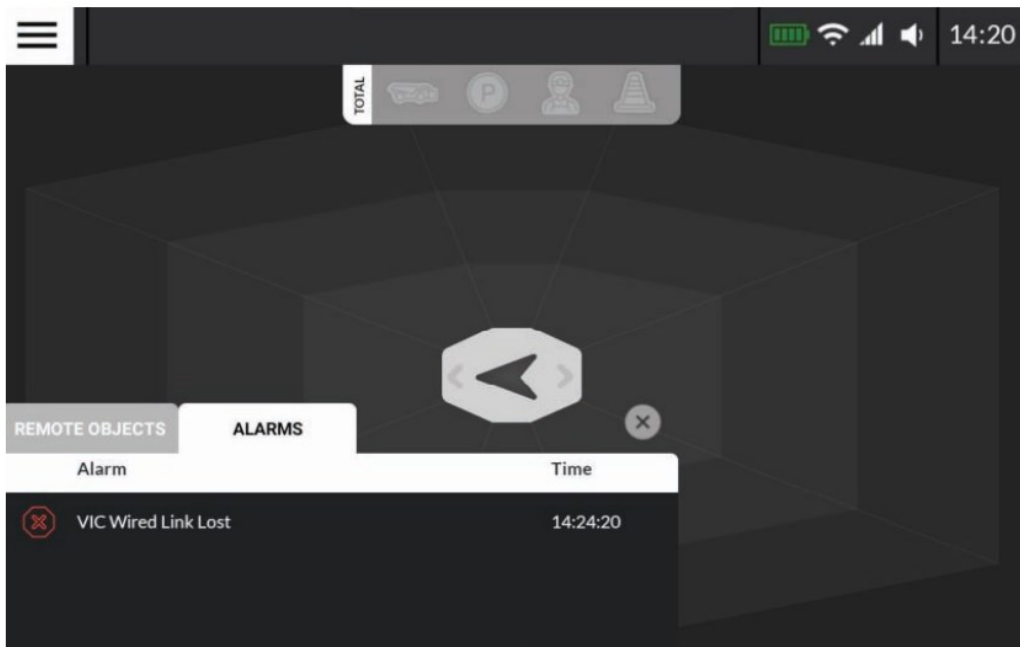 14:20
TOTAL
P
REMOTE OBJECTS
ALARMS
Alarm Time
VIC Wired Link Lost 14:24:20